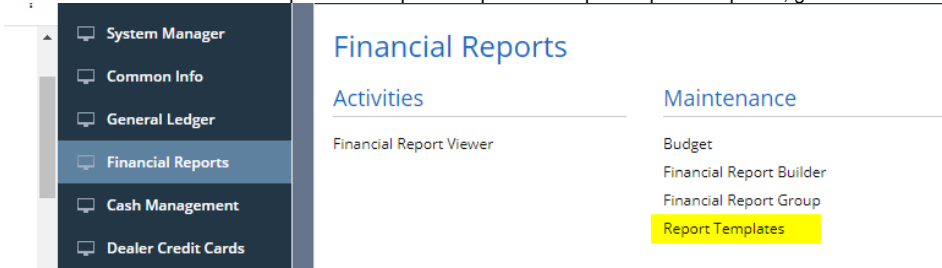 System Manager
Common Info
General Ledger
Financial Reports
Cash Management
Dealer Credit Cards
Financial Reports
Activities
Financial Report Viewer
Maintenance
Budget
Financial Report Builder
Financial Report Group
Report Templates